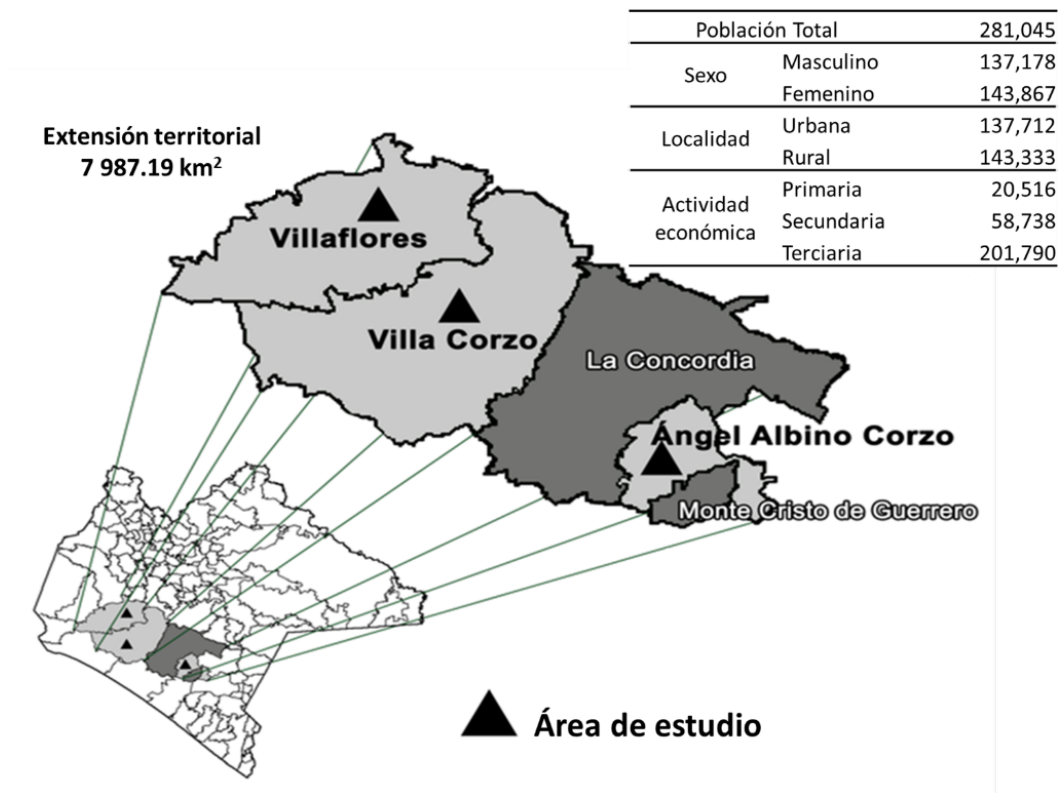 Población Total 281,045
Sexo
Masculino 137,178
Femenino 143,867
Localidad
Urbana 137,712
Rural 143,333
Actividad
económica
Primaria 20,516
Secundaria 58,738
Terciaria 201,790
Extensión territorial
7 987.19 km²
Villaflores
Villa Corzo
La Concordia
Ángel Albino Corzo
Monte Cristo de Guerrero
Área de estudio